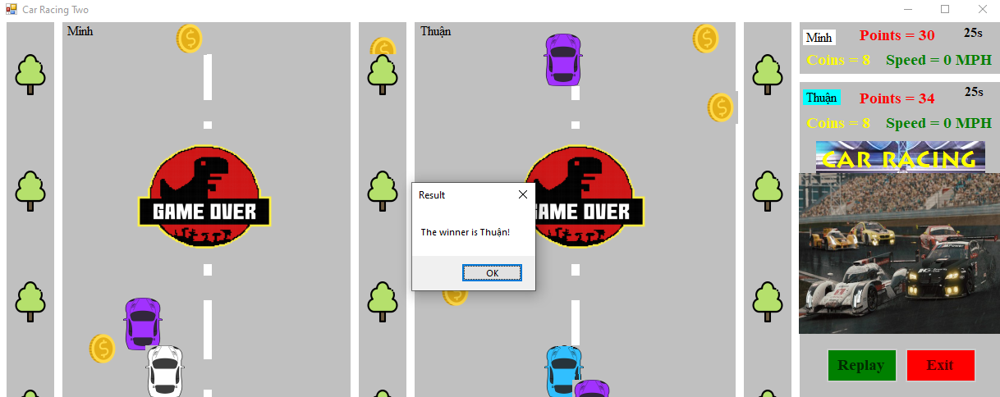 Car Racing Two
Minh
GAME OVER
Thuận
GAME OVER
Result
The winner is Thuận!
OK
Minh
Points = 30
25s
Coins = 8
Speed = 0 MPH
Thuận
Points = 34
25s
Coins = 8
Speed = 0 MPH
CAR RACING
Replay
Exit